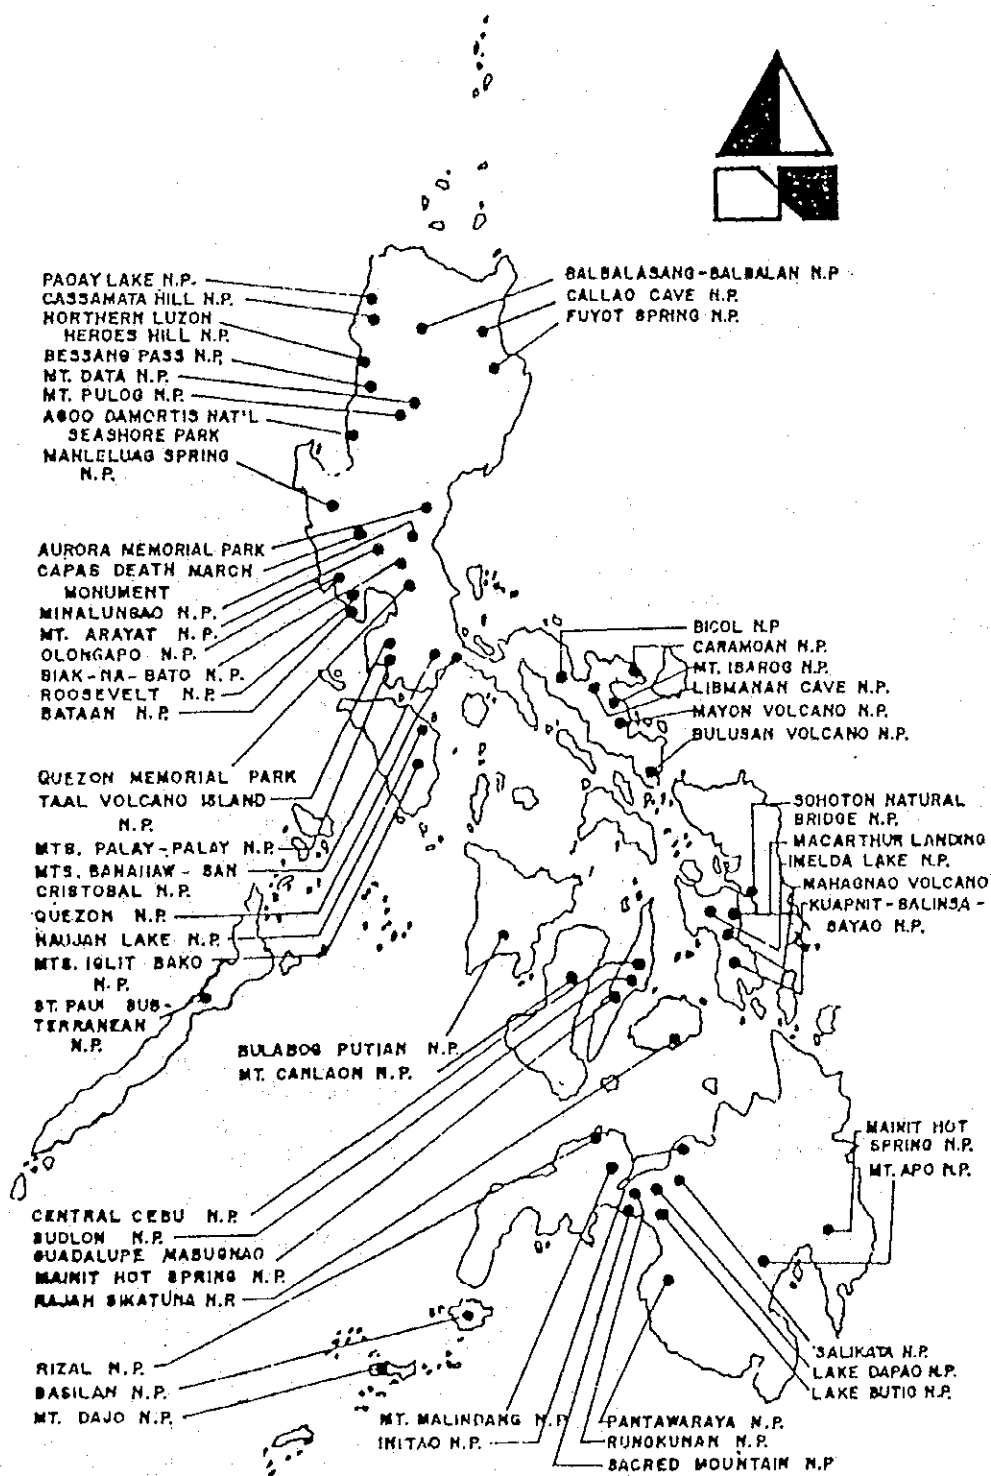 PAOAY LAKE N.P.
CASSAMATA HILL N.P.
NORTHERN LUZON
HEROES HILL N.P.
BESSANG PASS N.P.
MT. DATA N.P.
MT. PULOG N.P.
AGOO DAMORTIS NAT'L
SEASHORE PARK
MANLELUAG SPRING
N.P.
BALBALASANG-BALBALAN N.P
CALLAO CAVE N.P.
FUYOT SPRING N.P.
AURORA MEMORIAL PARK
CAPAS DEATH MARCH
MONUMENT
MINALUNGAO N.P.
MT. ARAYAT N.P.
OLONGAPO N.P.
BIAK-NA-BATO N.P.
ROOSEVELT N.P.
BATAAN N.P.
BICOL N.P
CARAMOAN N.P.
MT. ISAROG N.P.
LIBMANAN CAVE N.P.
MAYON VOLCANO N.P.
BULUSAN VOLCANO N.P.
QUEZON MEMORIAL PARK
TAAL VOLCANO ISLAND
N.P.
MTS. PALAY-PALAY N.P.
MTS. BANAHAW - SAN
CRISTOBAL N.P.
QUEZON N.P.
NAUJAN LAKE N.P.
MTS. IGLIT BAKO
N.P.
ST. PAUL SUB-
TERRANEAN
N.P.
SOHOTON NATURAL
BRIDGE N.P.
MACARTHUR LANDING
IMELDA LAKE N.P.
MAHAGNAO VOLCANO
KUAPNIT-BALINSA-
SAYAO N.P.
BULABOG PUTIAN N.P.
MT. CANLAON N.P.
MAINIT HOT
SPRING N.P.
MT. APO N.P.
CENTRAL CEBU N.P.
SUDLON N.P.
GUADALUPE MABUGNAO
MAINIT HOT SPRING N.P.
RAJAH SIKATUNA N.P.
RIZAL N.P.
BASILAN N.P.
MT. DAJO N.P.
SALIKATA N.P.
LAKE DAPAO N.P.
LAKE BUTIG N.P.
MT. MALINDANG N.P.
INITAO N.P.
PANTAWARAYA N.P.
RUNGKUNAN N.P.
SACRED MOUNTAIN N.P